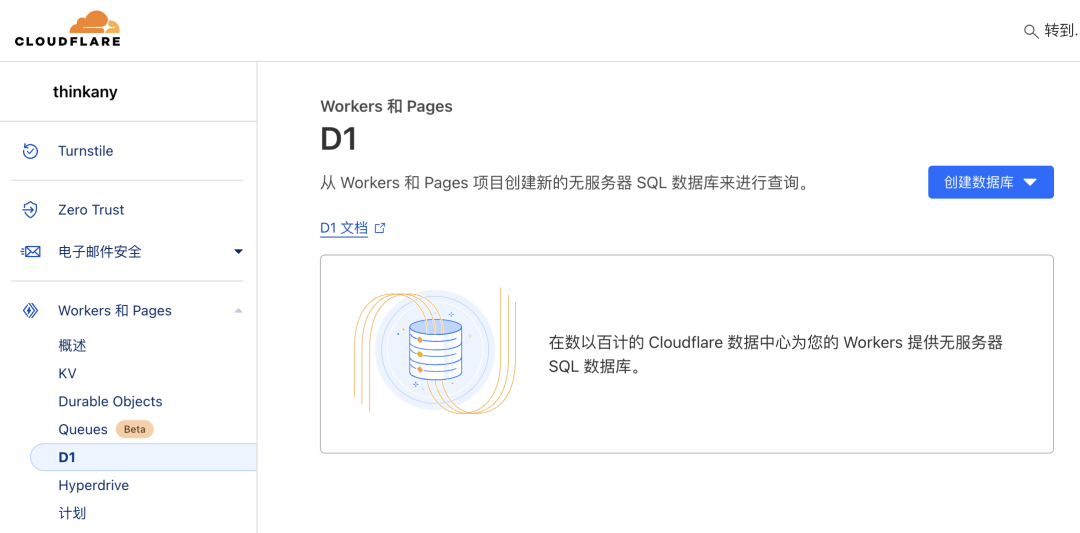 CLOUDFLARE
转到.
thinkany
Turnstile
Zero Trust
电子邮件安全
Workers 和 Pages
概述
KV
Durable Objects
Queues Beta
D1
Hyperdrive
计划
Workers 和 Pages
D1
从 Workers 和 Pages 项目创建新的无服务器 SQL 数据库来进行查询。
创建数据库
D1 文档
在数以百计的 Cloudflare 数据中心为您的 Workers 提供无服务器
SQL 数据库。